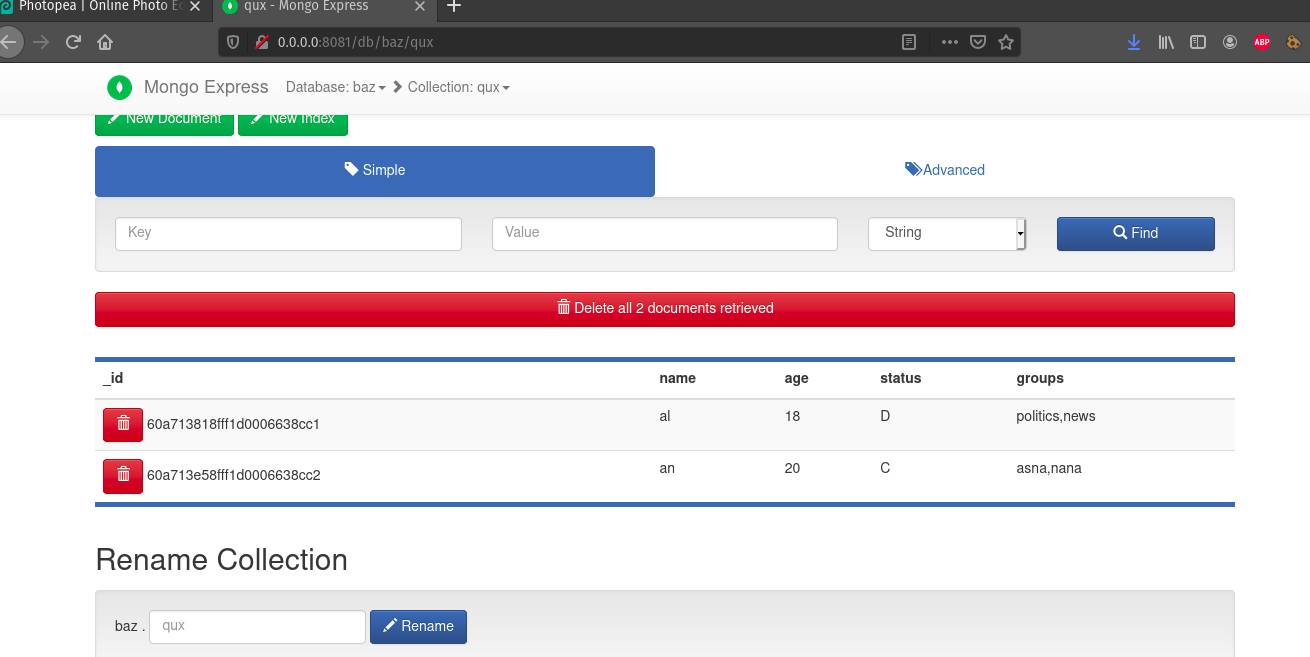 Photopea | Online Photo E
qux - Mongo Express
0.0.0.0:8081/db/baz/qux
ABP
Mongo Express Database: baz Collection: qux
New Document New Index
Simple Advanced
Key Value String Find
Delete all 2 documents retrieved
_id name age status groups
60a713818fff1d0006638cc1 al 18 D politics,news
60a713e58fff1d0006638cc2 an 20 C asna,nana
Rename Collection
baz . qux Rename